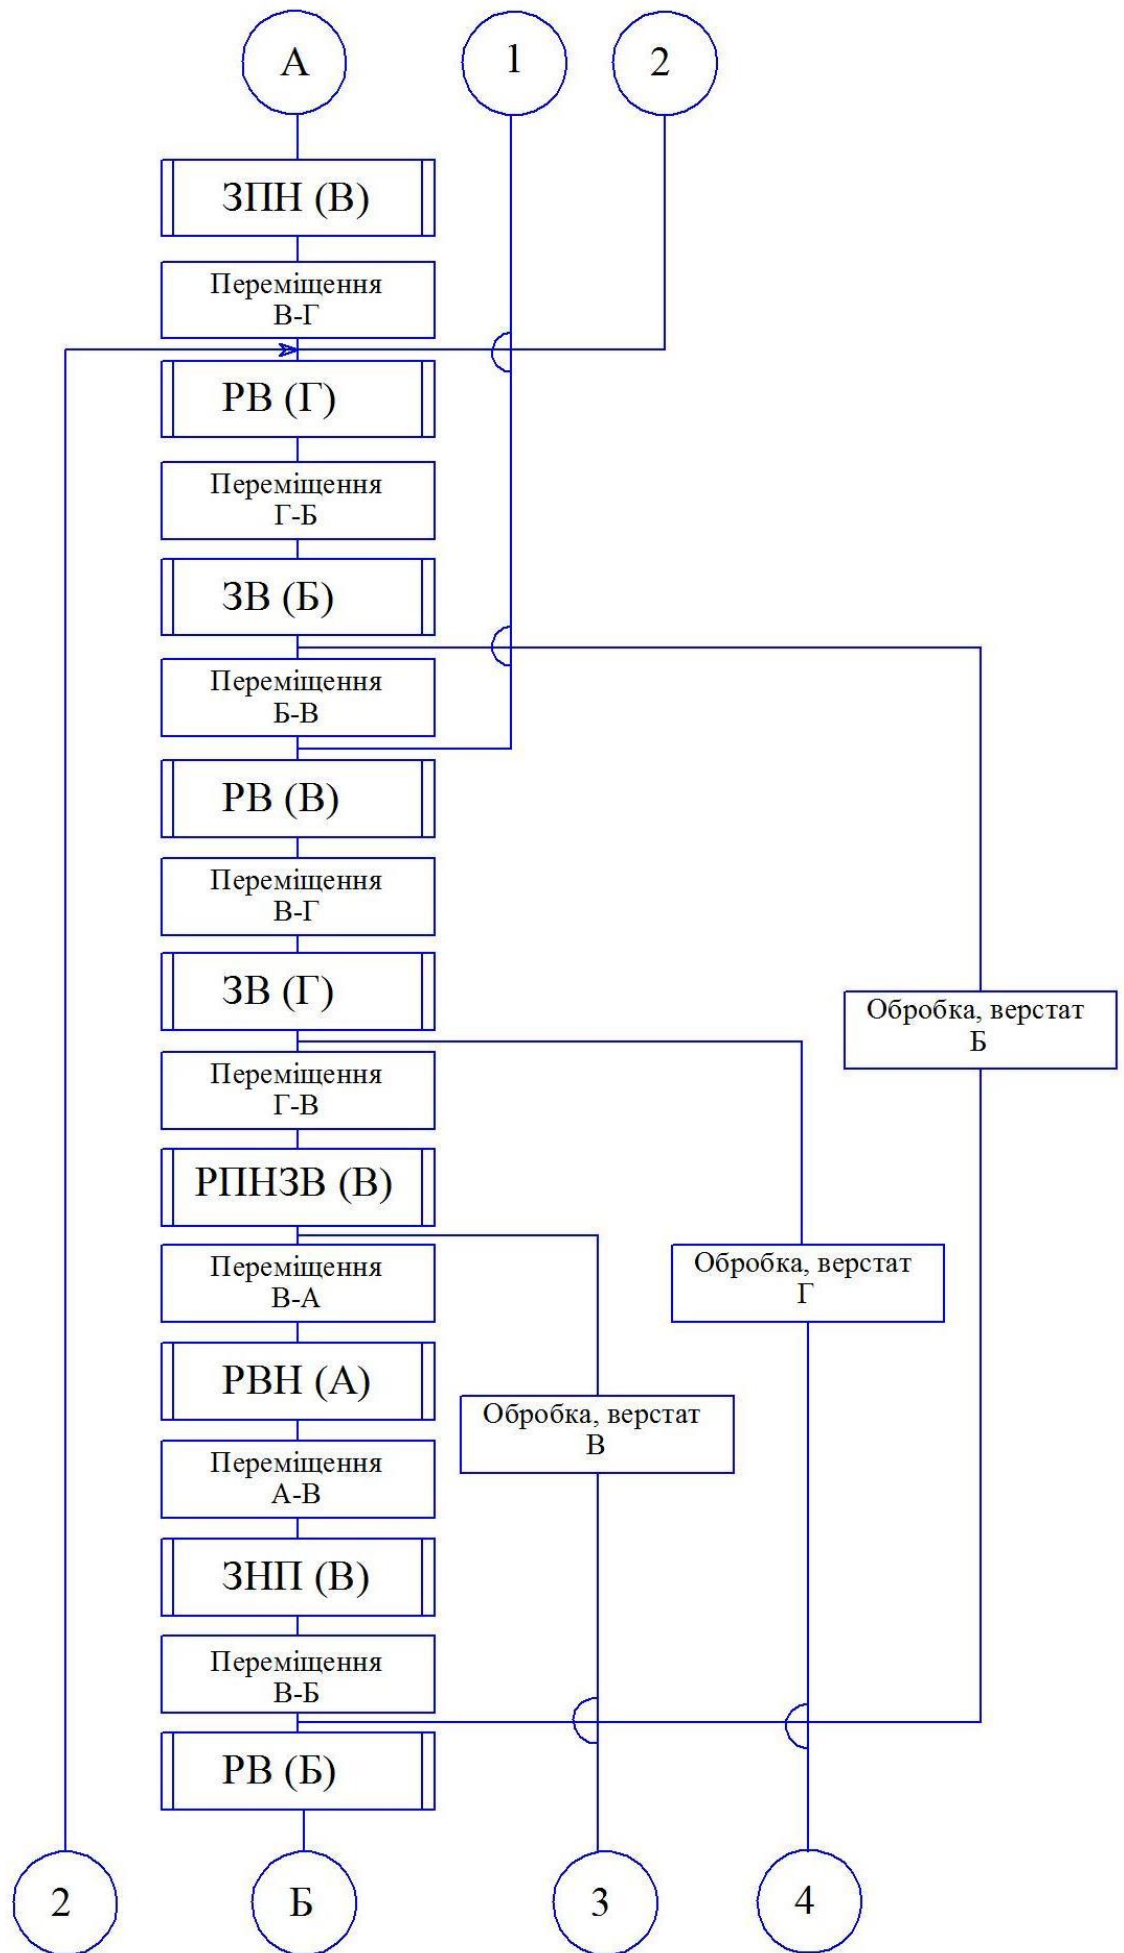 А
1
2
ЗПН (В)
Переміщення
В-Г
РВ (Г)
Переміщення
Г-Б
ЗВ (Б)
Переміщення
Б-В
РВ (В)
Переміщення
В-Г
ЗВ (Г)
Обробка, верстат
Б
Переміщення
Г-В
РПНЗВ (В)
Переміщення
В-А
Обробка, верстат
Г
РВН (А)
Обробка, верстат
В
Переміщення
А-В
ЗНП (В)
Переміщення
В-Б
РВ (Б)
2
Б
3
4